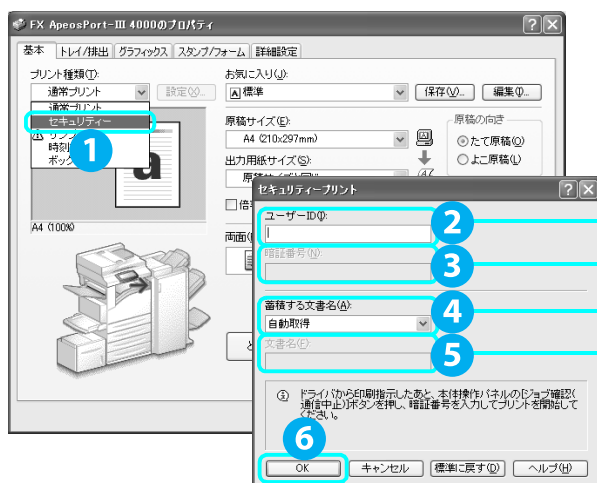 FX ApeosPort-III 4000のプロパティ
基本 トレイ/排出 グラフィックス スタンプ/フォーム 詳細設定
プリント種類(T):
通常プリント 設定(V)...
通常プリント
セキュリティー
サンプ
時刻
ボック
1
a
A4 (100%)
お気に入り(J):
A 標準 保存(V)... 編集(I)...
原稿サイズ(E):
A4 (210x297mm)
出力用紙サイズ(S):
原稿の向き
たて原稿(O)
よこ原稿(L)
両面(
セキュリティープリント
ユーザーID(I):
2
暗証番号(N):
3
蓄積する文書名(A):
自動取得
4
文書名(F):
5
ドライバから印刷指示したあと、本体操作パネルの[ジョブ確認(
通信中止)]ボタンを押し、暗証番号を入力してプリントを開始して
ください。
6
OK キャンセル 標準に戻す(D) ヘルプ(H)